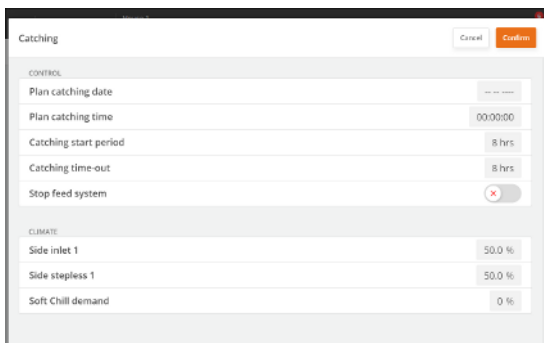 Catching
Cancel
Confirm
CONTROL
Plan catching date
-- -- ----
Plan catching time
00:00:00
Catching start period
8 hrs
Catching time-out
8 hrs
Stop feed system
CLIMATE
Side inlet 1
50.0 %
Side stepless 1
50.0 %
Soft Chill demand
0 %